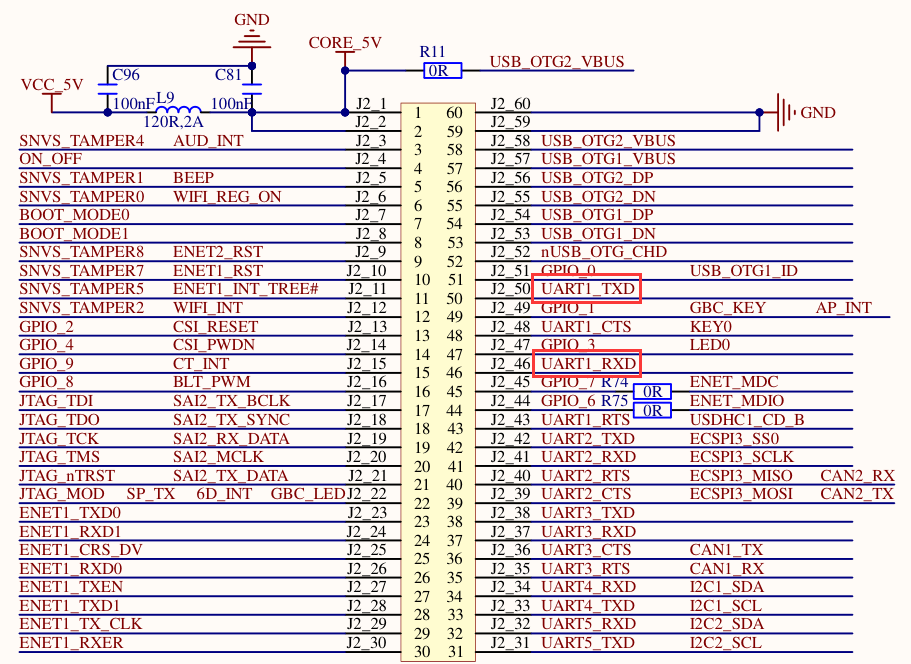 GND
CORE_5V
R11
0R
USB_OTG2_VBUS
VCC_5V
C96
100nF
L9
120R,2A
C81
100nF
GND
J2_1 1 60 J2_60
J2_2 2 59 J2_59
SNVS_TAMPER4 AUD_INT J2_3 3 58 J2_58 USB_OTG2_VBUS
ON_OFF J2_4 4 57 J2_57 USB_OTG1_VBUS
SNVS_TAMPER1 BEEP J2_5 5 56 J2_56 USB_OTG2_DP
SNVS_TAMPER0 WIFI_REG_ON J2_6 6 55 J2_55 USB_OTG2_DN
BOOT_MODE0 J2_7 7 54 J2_54 USB_OTG1_DP
BOOT_MODE1 J2_8 8 53 J2_53 USB_OTG1_DN
SNVS_TAMPER8 ENET2_RST J2_9 9 52 J2_52 nUSB_OTG_CHD
SNVS_TAMPER7 ENET1_RST J2_10 10 51 J2_51 GPIO_0 USB_OTG1_ID
SNVS_TAMPER5 ENET1_INT_TREE# J2_11 11 50 J2_50 UART1_TXD
SNVS_TAMPER2 WIFI_INT J2_12 12 49 J2_49 GPIO_1 GBC_KEY AP_INT
GPIO_2 CSI_RESET J2_13 13 48 J2_48 UART1_CTS KEY0
GPIO_4 CSI_PWDN J2_14 14 47 J2_47 GPIO_3 LED0
GPIO_9 CT_INT J2_15 15 46 J2_46 UART1_RXD
GPIO_8 BLT_PWM J2_16 16 45 J2_45 GPIO_7 R74 0R ENET_MDC
JTAG_TDI SAI2_TX_BCLK J2_17 17 44 J2_44 GPIO_6 R75 0R ENET_MDIO
JTAG_TDO SAI2_TX_SYNC J2_18 18 43 J2_43 UART1_RTS USDHC1_CD_B
JTAG_TCK SAI2_RX_DATA J2_19 19 42 J2_42 UART2_TXD ECSPI3_SS0
JTAG_TMS SAI2_MCLK J2_20 20 41 J2_41 UART2_RXD ECSPI3_SCLK
JTAG_nTRST SAI2_TX_DATA J2_21 21 40 J2_40 UART2_RTS ECSPI3_MISO CAN2_RX
JTAG_MOD SP_TX 6D_INT GBC_LED J2_22 22 39 J2_39 UART2_CTS ECSPI3_MOSI CAN2_TX
ENET1_TXD0 J2_23 23 38 J2_38 UART3_TXD
ENET1_RXD1 J2_24 24 37 J2_37 UART3_RXD
ENET1_CRS_DV J2_25 25 36 J2_36 UART3_CTS CAN1_TX
ENET1_RXD0 J2_26 26 35 J2_35 UART3_RTS CAN1_RX
ENET1_TXEN J2_27 27 34 J2_34 UART4_RXD I2C1_SDA
ENET1_TXD1 J2_28 28 33 J2_33 UART4_TXD I2C1_SCL
ENET1_TX_CLK J2_29 29 32 J2_32 UART5_RXD I2C2_SDA
ENET1_RXER J2_30 30 31 J2_31 UART5_TXD I2C2_SCL